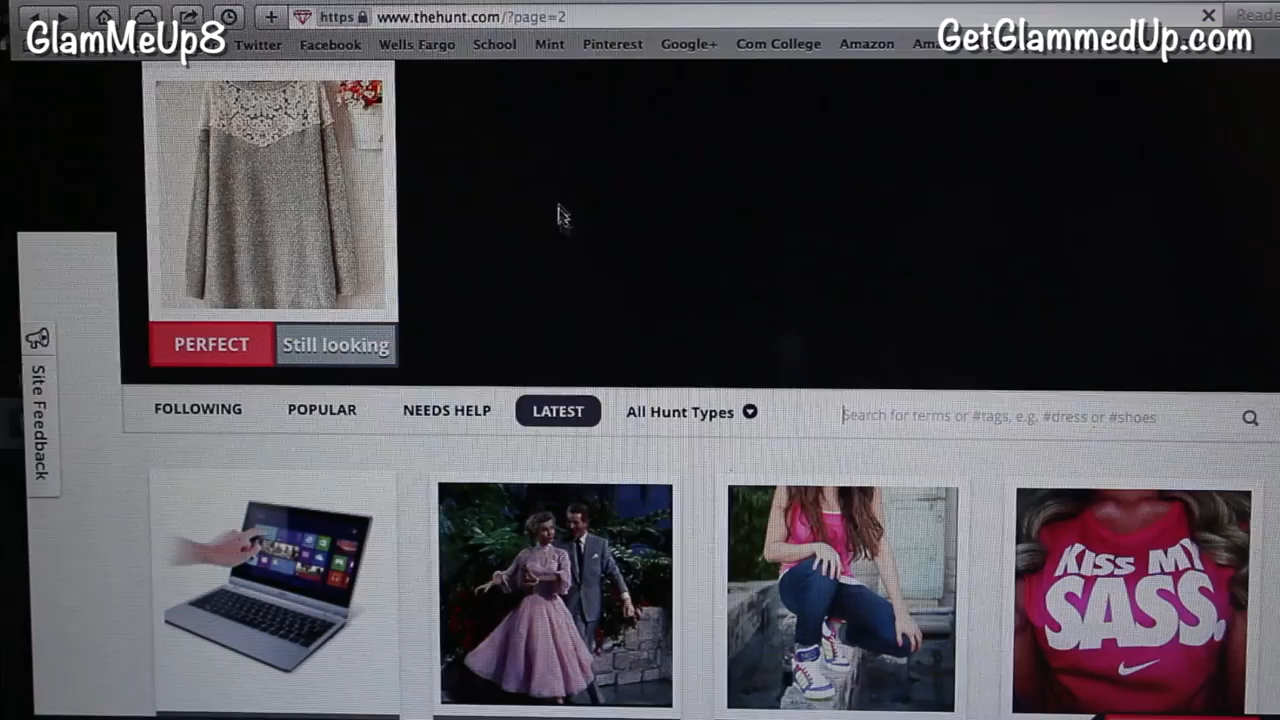 GlamMeUp8
GetGlammedUp.com
https www.thehunt.com/?page=2
Reade
Twitter Facebook Wells Fargo School Mint Pinterest Google+ Com College Amazon
PERFECT Still looking
Site Feedback
FOLLOWING POPULAR NEEDS HELP LATEST All Hunt Types Search for terms or #tags, e.g. #dress or #shoes
KISS MY
SASS.